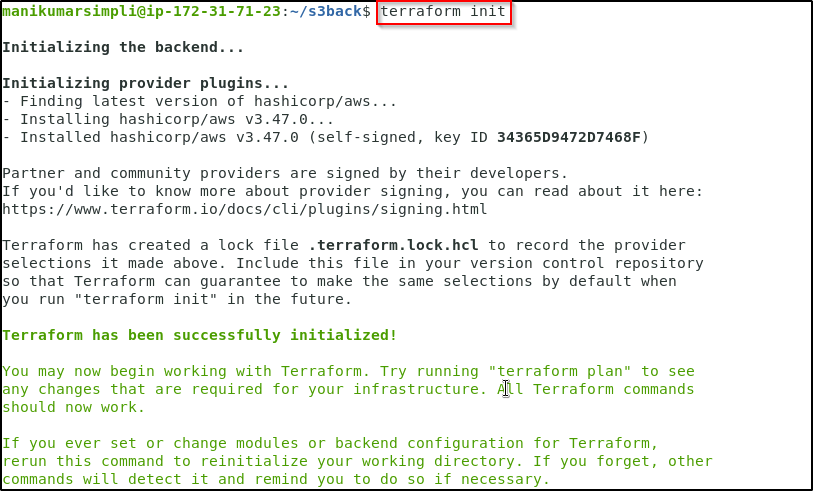 manikumarsimpli@ip-172-31-71-23:~/s3back$ terraform init
Initializing the backend...
Initializing provider plugins...
- Finding latest version of hashicorp/aws...
- Installing hashicorp/aws v3.47.0...
- Installed hashicorp/aws v3.47.0 (self-signed, key ID 34365D9472D7468F)
Partner and community providers are signed by their developers.
If you'd like to know more about provider signing, you can read about it here:
https://www.terraform.io/docs/cli/plugins/signing.html
Terraform has created a lock file .terraform.lock.hcl to record the provider
selections it made above. Include this file in your version control repository
so that Terraform can guarantee to make the same selections by default when
you run "terraform init" in the future.
Terraform has been successfully initialized!
You may now begin working with Terraform. Try running "terraform plan" to see
any changes that are required for your infrastructure. All Terraform commands
should now work.
If you ever set or change modules or backend configuration for Terraform,
rerun this command to reinitialize your working directory. If you forget, other
commands will detect it and remind you to do so if necessary.